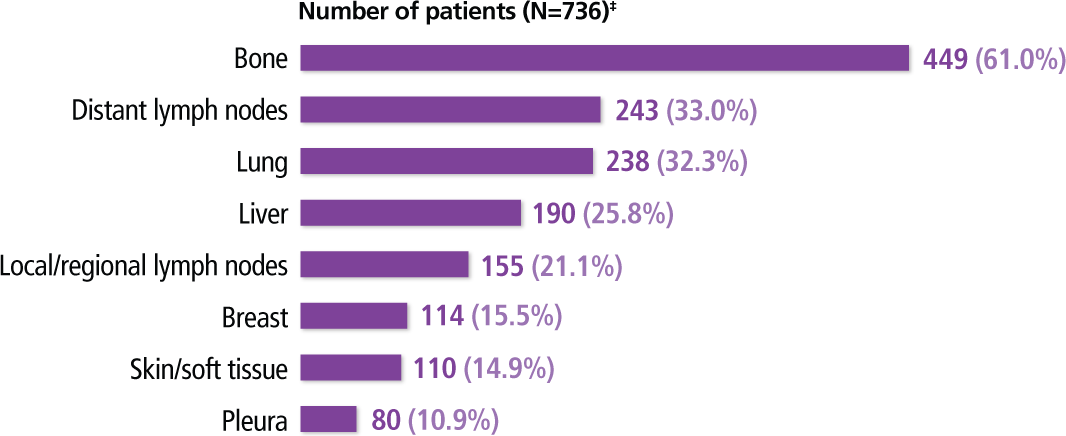 Number of patients (N=736)‡
Bone 449 (61.0%)
Distant lymph nodes 243 (33.0%)
Lung 238 (32.3%)
Liver 190 (25.8%)
Local/regional lymph nodes 155 (21.1%)
Breast 114 (15.5%)
Skin/soft tissue 110 (14.9%)
Pleura 80 (10.9%)